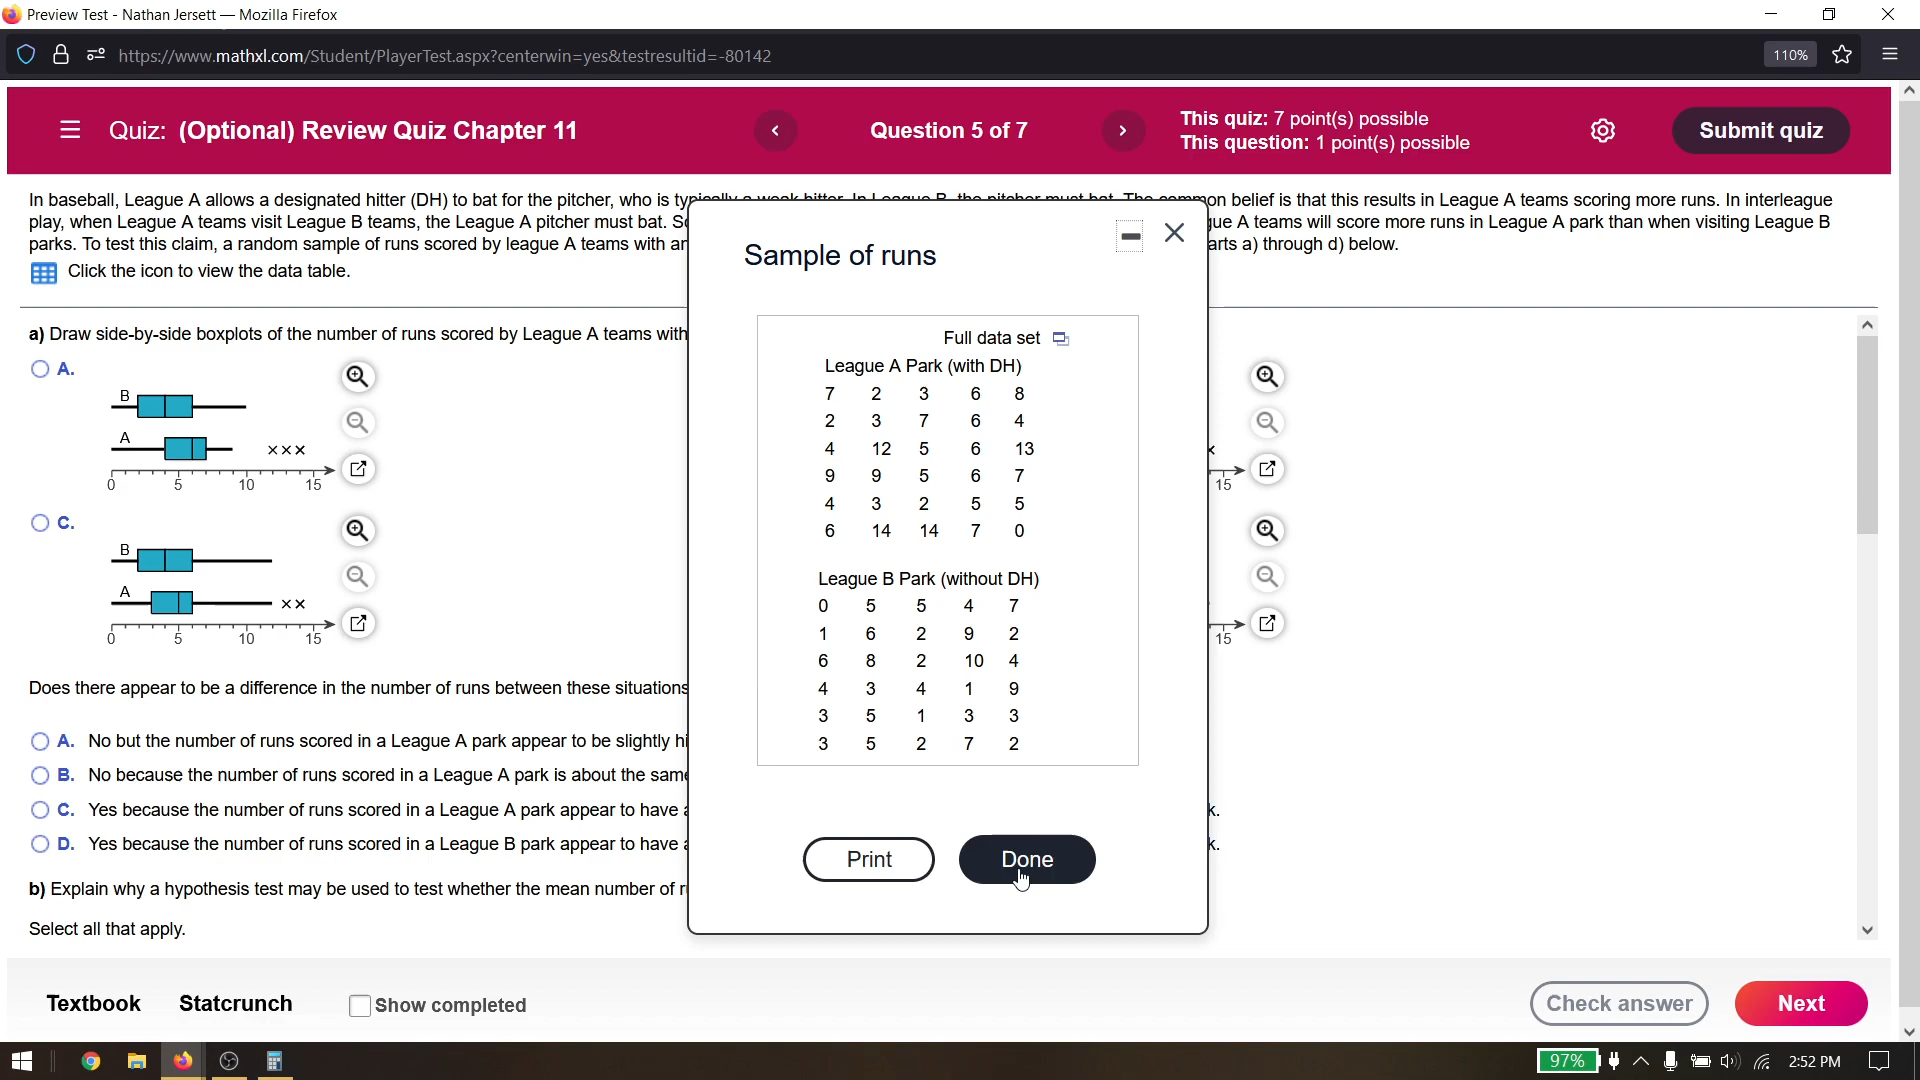 Preview Test - Nathan Jersett — Mozilla Firefox
https://www.mathxl.com/Student/PlayerTest.aspx?centerwin=yes&testresultid=-80142
110%
Quiz: (Optional) Review Quiz Chapter 11
Question 5 of 7
This quiz: 7 point(s) possible
This question: 1 point(s) possible
Submit quiz
In baseball, League A allows a designated hitter (DH) to bat for the pitcher, who is typically a weak hitter. In League B, the pitcher must bat. The common belief is that this results in League A teams scoring more runs. In interleague
play, when League A teams visit League B teams, the League A pitcher must bat. So
gue A teams will score more runs in League A park than when visiting League B
parks. To test this claim, a random sample of runs scored by league A teams with an
arts a) through d) below.
Click the icon to view the data table.
a) Draw side-by-side boxplots of the number of runs scored by League A teams with
A.
B
A
0 5 10 15
15
C.
B
A
0 5 10 15
15
Does there appear to be a difference in the number of runs between these situations
A. No but the number of runs scored in a League A park appear to be slightly hi
B. No because the number of runs scored in a League A park is about the same
C. Yes because the number of runs scored in a League A park appear to have a
k.
D. Yes because the number of runs scored in a League B park appear to have a
k.
b) Explain why a hypothesis test may be used to test whether the mean number of r
Select all that apply.
Sample of runs
Full data set
League A Park (with DH)
7 2 3 6 8
2 3 7 6 4
4 12 5 6 13
9 9 5 6 7
4 3 2 5 5
6 14 14 7 0
League B Park (without DH)
0 5 5 4 7
1 6 2 9 2
6 8 2 10 4
4 3 4 1 9
3 5 1 3 3
3 5 2 7 2
Print
Done
Textbook
Statcrunch
Show completed
Check answer
Next
97%
2:52 PM